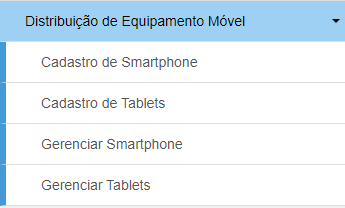 Distribuição de Equipamento Móvel
Cadastro de Smartphone
Cadastro de Tablets
Gerenciar Smartphone
Gerenciar Tablets